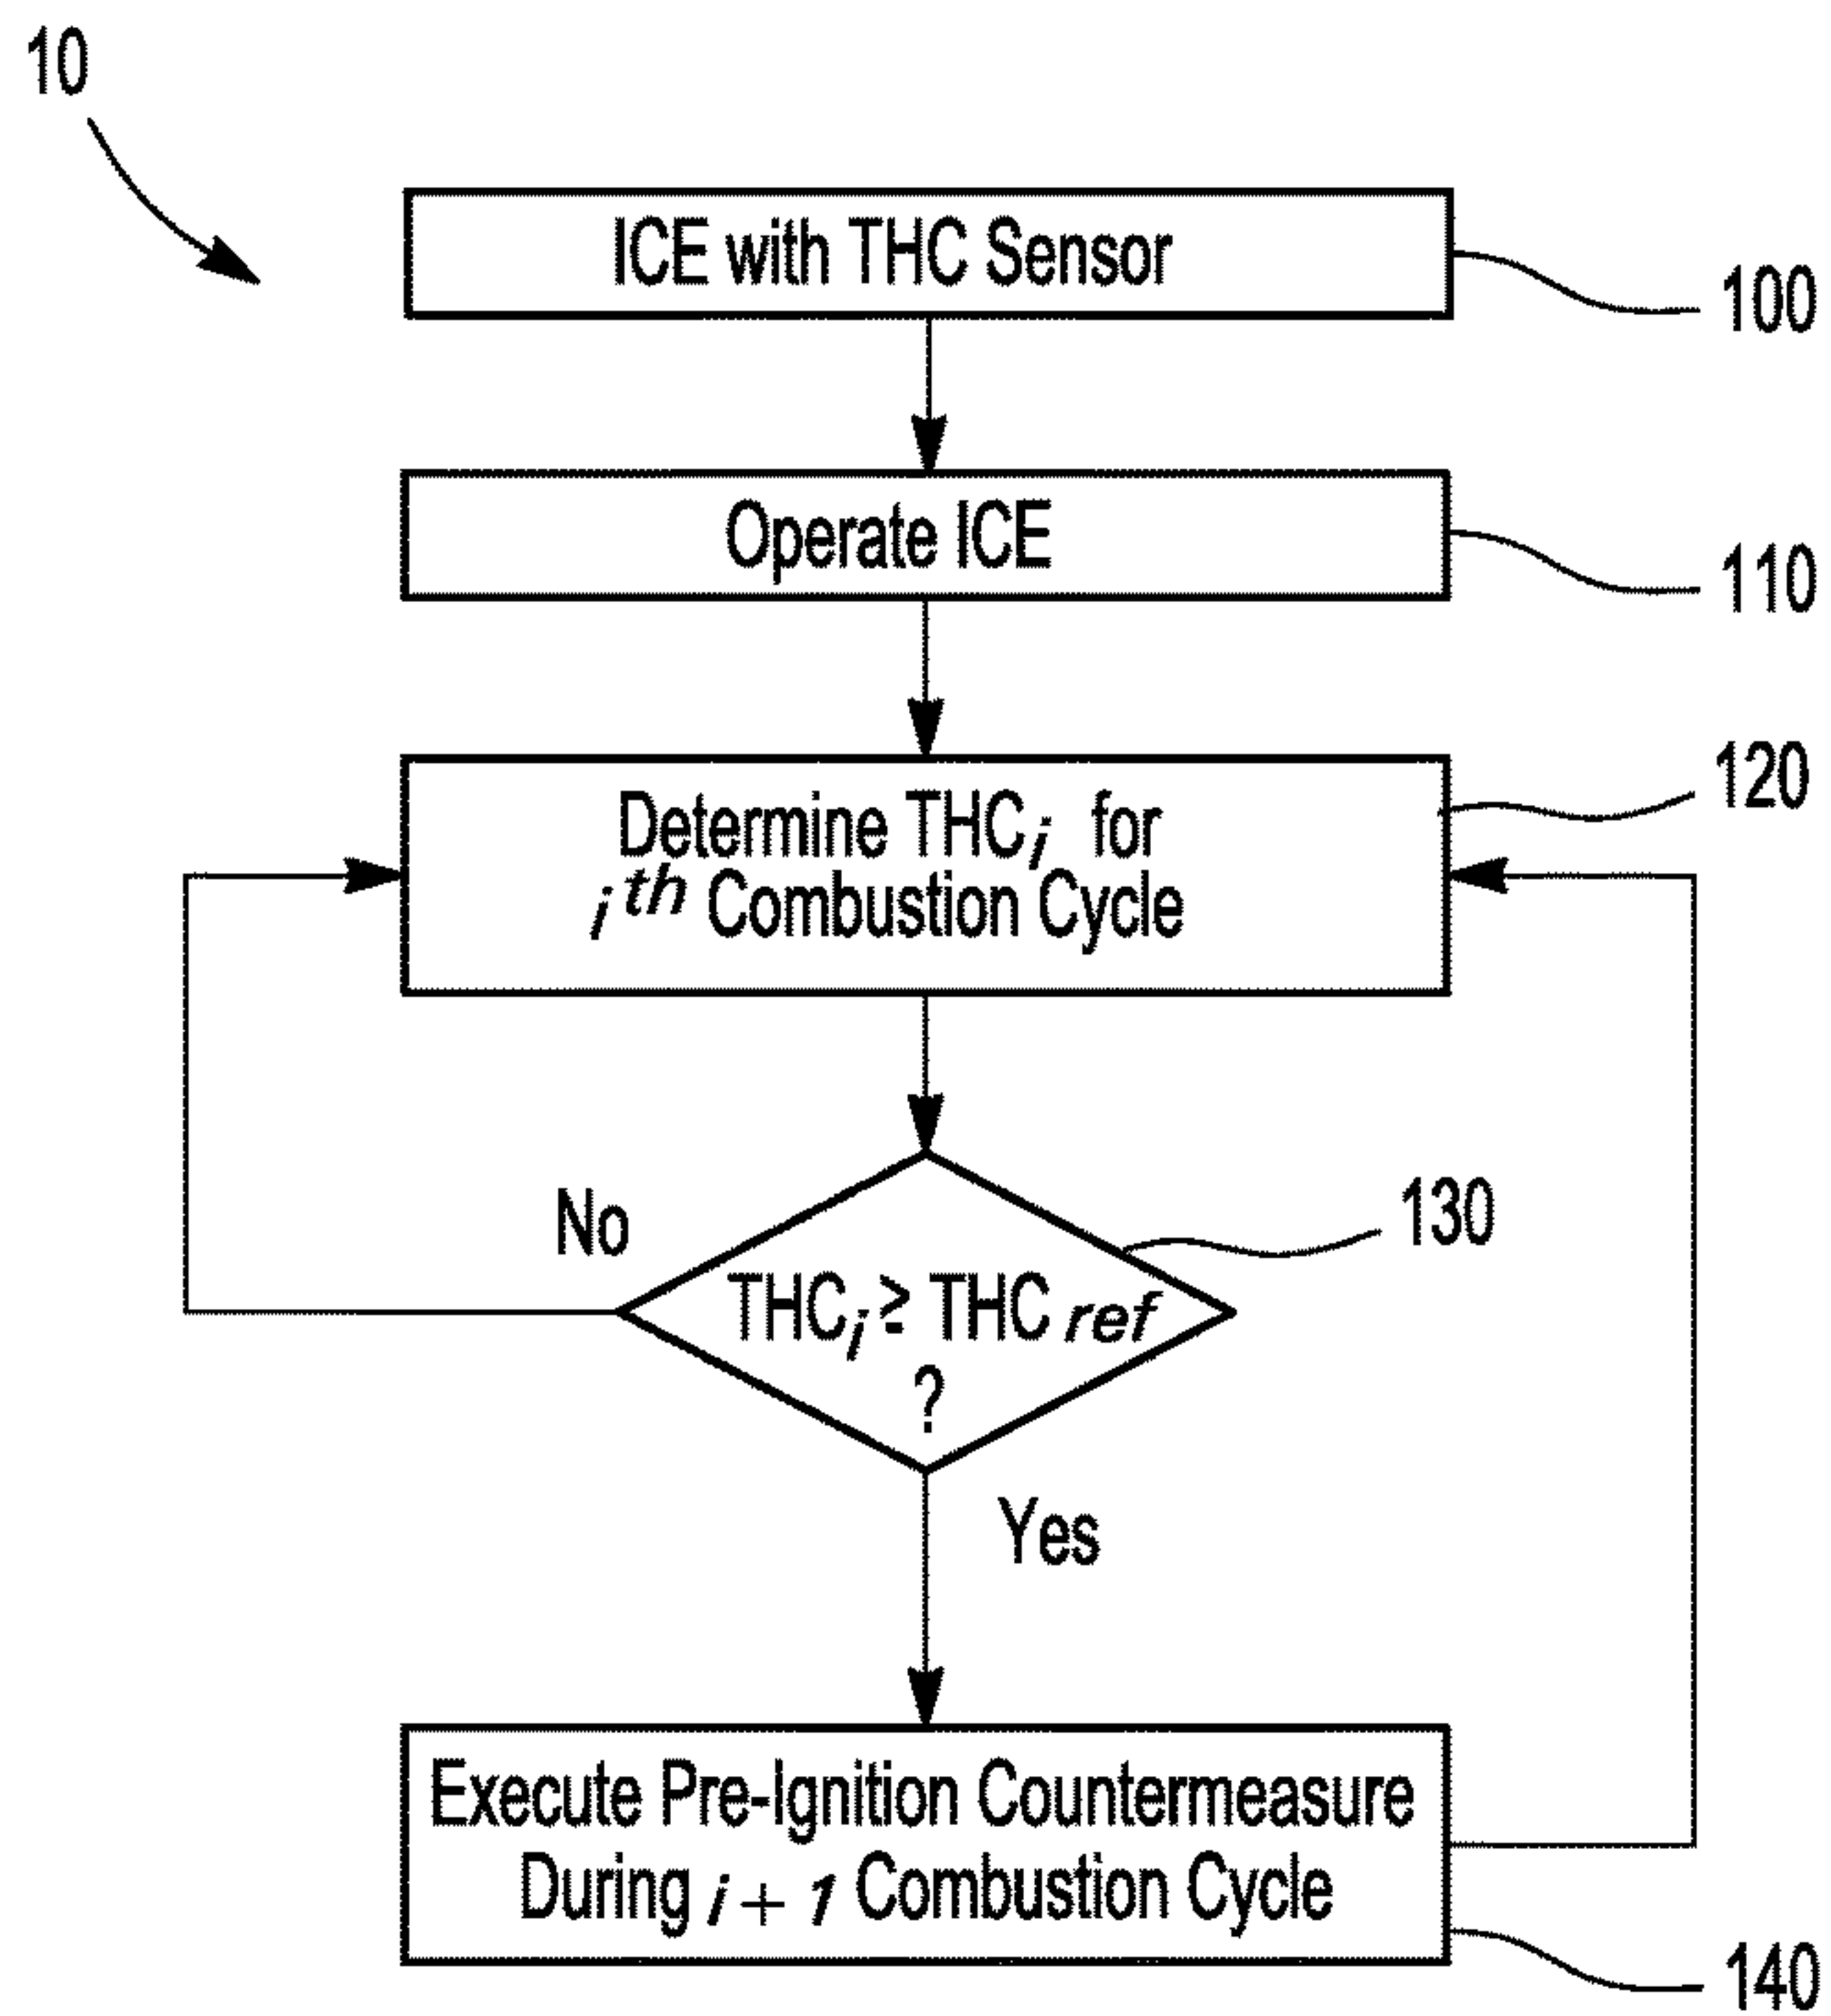 10
ICE with THC Sensor
100
Operate ICE
110
120
Determine THCi for
ith Combustion Cycle
No
130
THCi ≥ THC ref
?
Yes
Execute Pre-Ignition Countermeasure
During i + 1 Combustion Cycle
140